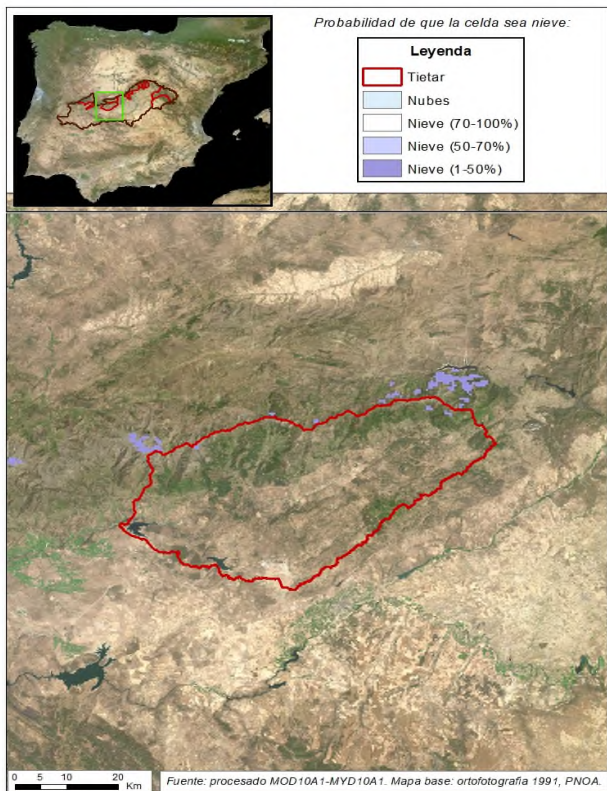 Probabilidad de que la celda sea nieve:
Leyenda
Tietar
Nubes
Nieve (70-100%)
Nieve (50-70%)
Nieve (1-50%)
0 5 10 20
Km
Fuente: procesado MOD10A1-MYD10A1. Mapa base: ortofotografia 1991, PNOA.